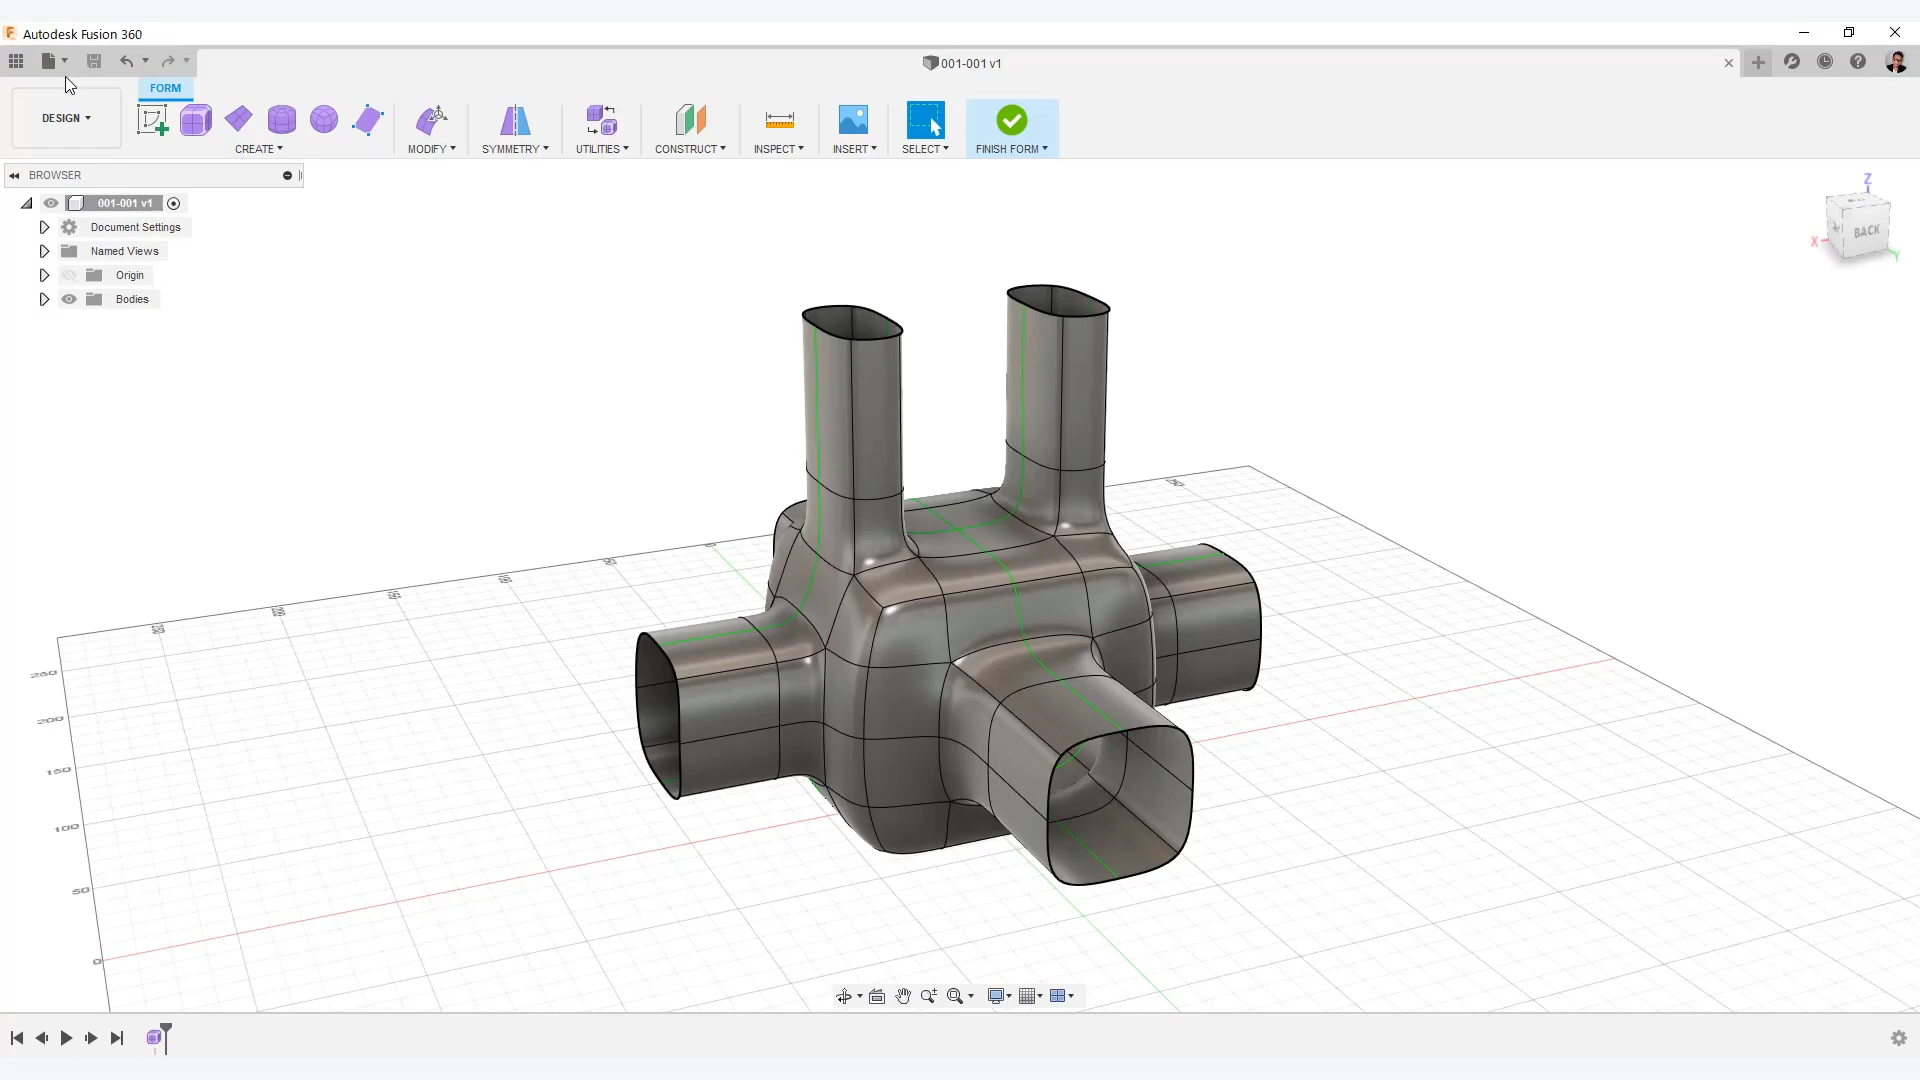 Autodesk Fusion 360
001-001 v1
FORM
DESIGN
CREATE
MODIFY
SYMMETRY
UTILITIES
CONSTRUCT
INSPECT
INSERT
SELECT
FINISH FORM
BROWSER
001-001 v1
Document Settings
Named Views
Origin
Bodies
Z
X
Y
BACK
250
200
150
100
50
0